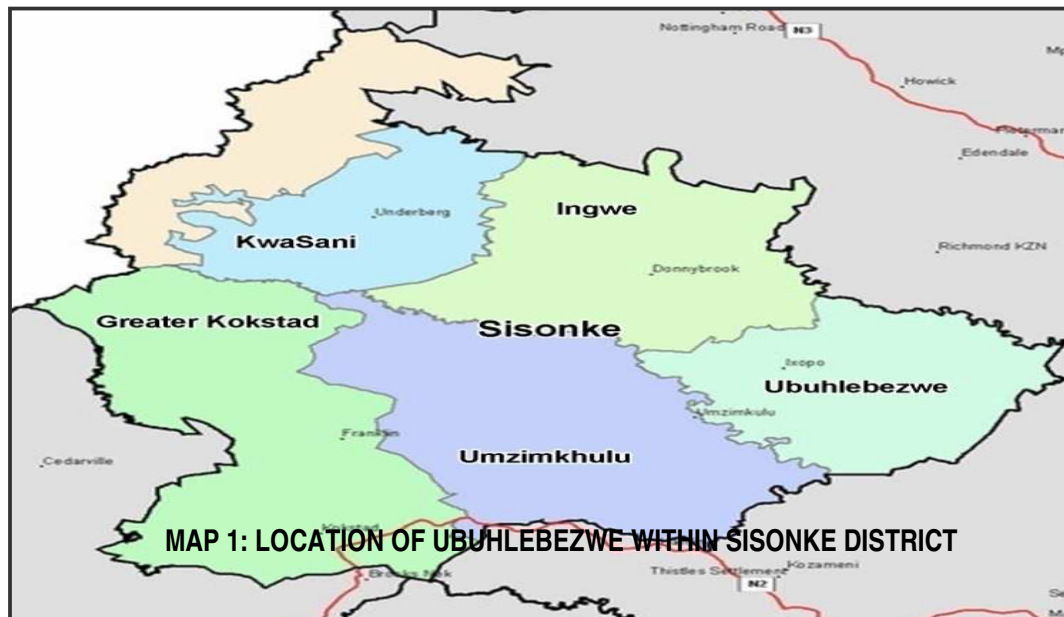 Nottingham Road
N3
Howick
Edendale
Ingwe
Underberg
KwaSani
Richmond KZN
Donnybrook
Greater Kokstad
Sisonke
Ixopo
Ubuhlebezwe
Umzimkulu
Franklin
Umzimkhulu
Cedarville
Kokstad
MAP 1: LOCATION OF UBUHLEBEZWE WITHIN SISONKE DISTRICT
Brooks Nek
Thistles Settlement
Kozameni
N2